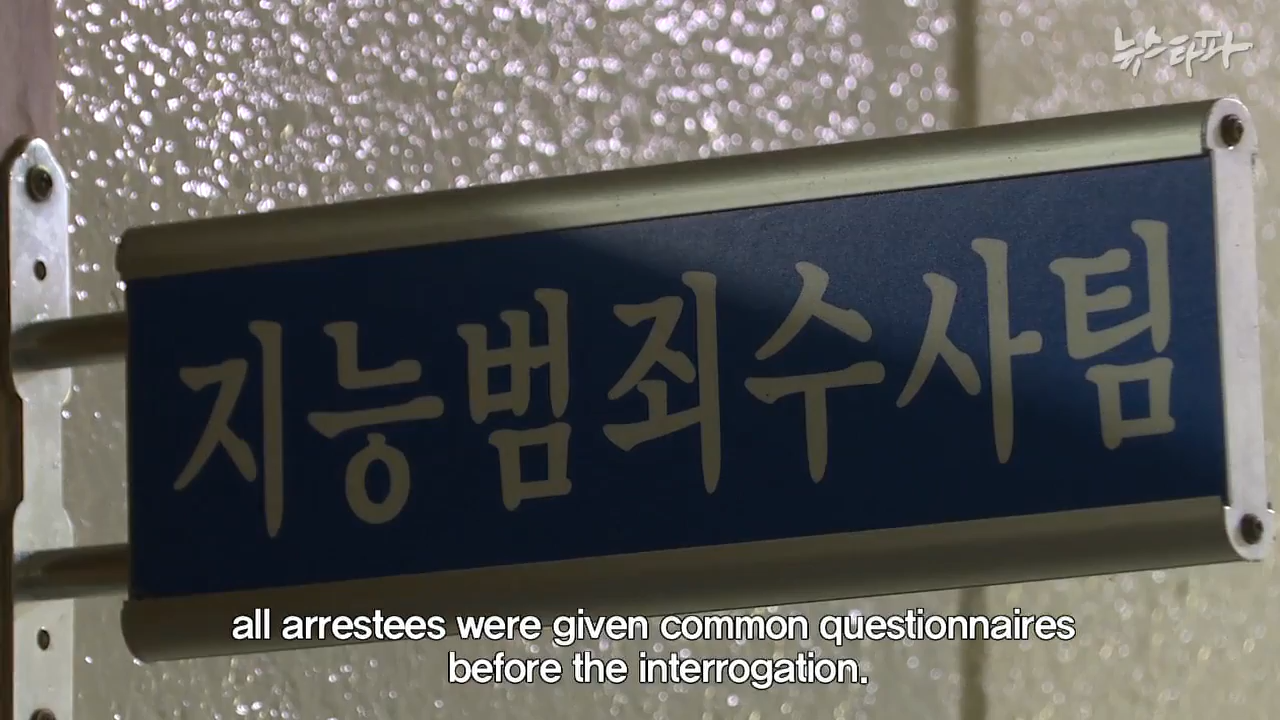 뉴스타파
지능범죄수사팀
all arrestees were given common questionnaires
before the interrogation.